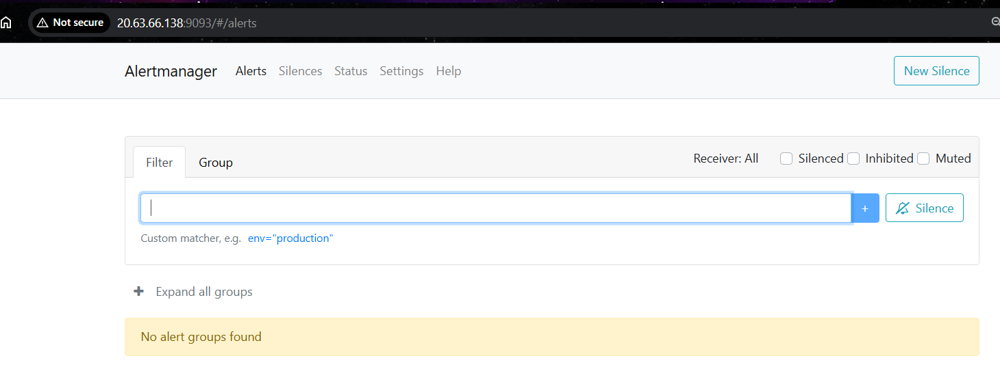 Not secure 20.63.66.138:9093/#/alerts
Alertmanager Alerts Silences Status Settings Help New Silence
Filter Group Receiver: All Silenced Inhibited Muted
+ Silence
Custom matcher, e.g. env="production"
+ Expand all groups
No alert groups found